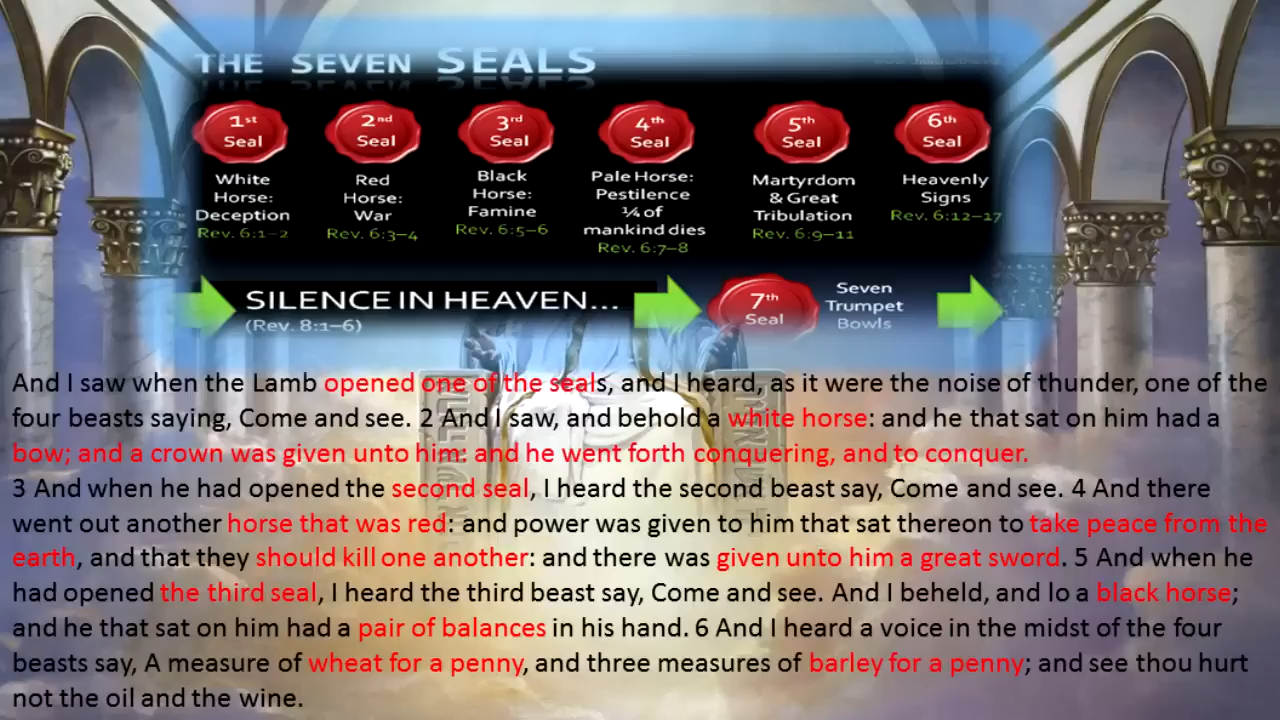 THE SEVEN SEALS
1st Seal
2nd Seal
3rd Seal
4th Seal
5th Seal
6th Seal
White Horse: Deception
Rev. 6:1-2
Red Horse: War
Rev. 6:3-4
Black Horse: Famine
Rev. 6:5-6
Pale Horse: Pestilence ¼ of mankind dies
Rev. 6:7-8
Martyrdom & Great Tribulation
Rev. 6:9-11
Heavenly Signs
Rev. 6:12-17
SILENCE IN HEAVEN...
(Rev. 8:1-6)
7th Seal
Seven Trumpet Bowls
And I saw when the Lamb opened one of the seals, and I heard, as it were the noise of thunder, one of the
four beasts saying, Come and see. 2 And I saw, and behold a white horse: and he that sat on him had a
bow; and a crown was given unto him: and he went forth conquering, and to conquer.
3 And when he had opened the second seal, I heard the second beast say, Come and see. 4 And there
went out another horse that was red: and power was given to him that sat thereon to take peace from the
earth, and that they should kill one another: and there was given unto him a great sword. 5 And when he
had opened the third seal, I heard the third beast say, Come and see. And I beheld, and lo a black horse;
and he that sat on him had a pair of balances in his hand. 6 And I heard a voice in the midst of the four
beasts say, A measure of wheat for a penny, and three measures of barley for a penny; and see thou hurt
not the oil and the wine.